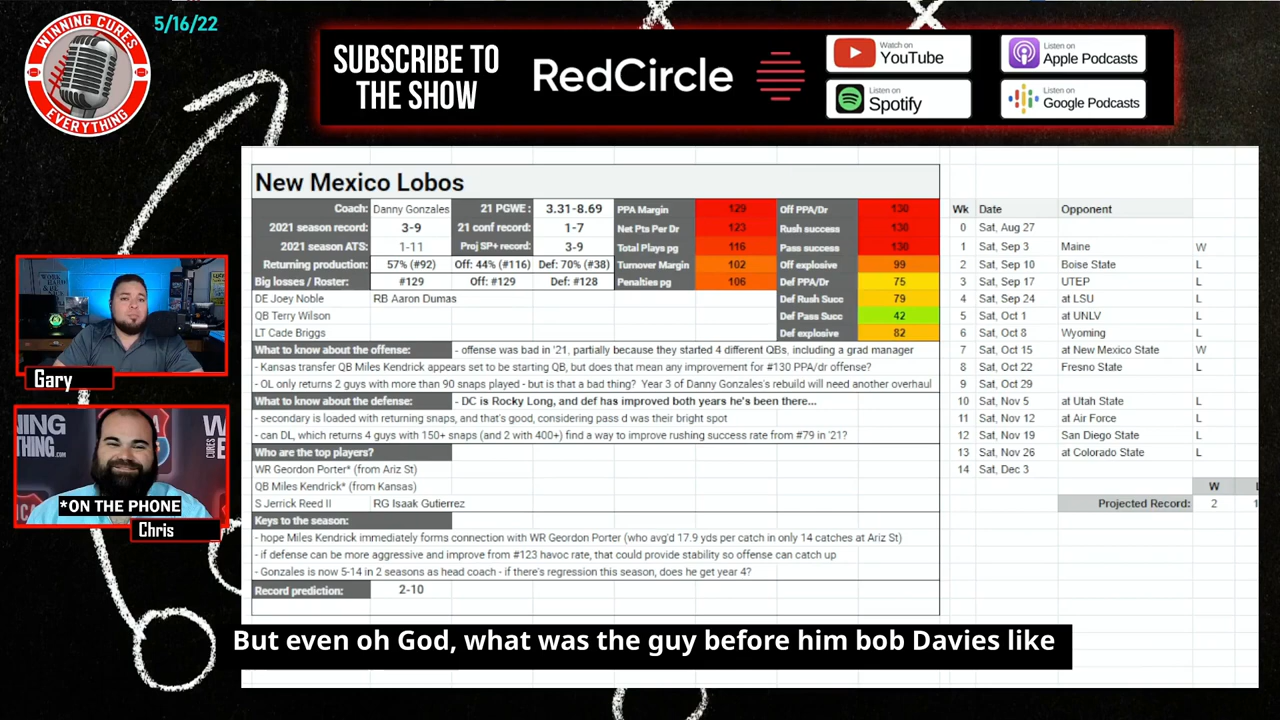 WINNING CURES
EVERYTHING
5/16/22
SUBSCRIBE TO
THE SHOW
RedCircle
Watch on
YouTube
Listen on
Apple Podcasts
Listen on
Spotify
Listen on
Google Podcasts
New Mexico Lobos
Coach: Danny Gonzales 21 PGWE: 3.31-8.69 PPA Margin 129 Off PPA/Dr 130
2021 season record: 3-9 21 conf record: 1-7 Net Pts Per Dr 123 Rush success 130
2021 season ATS: 1-11 Proj SP+ record: 3-9 Total Plays pg 116 Pass success 130
Returning production: 57% (#92) Off: 44% (#116) Def: 70% (#38) Turnover Margin 102 Off explosive 99
Big losses / Roster: #129 Off: #129 Def: #128 Penalties pg 106 Def PPA/Dr 75
DE Joey Noble RB Aaron Dumas Def Rush Succ 79
QB Terry Wilson Def Pass Succ 42
LT Cade Briggs Def explosive 82
What to know about the offense: - offense was bad in '21, partially because they started 4 different QBs, including a grad manager
- Kansas transfer QB Miles Kendrick appears set to be starting QB, but does that mean any improvement for #130 PPA/dr offense?
- OL only returns 2 guys with more than 90 snaps played - but is that a bad thing? Year 3 of Danny Gonzales's rebuild will need another overhaul
What to know about the defense: - DC is Rocky Long, and def has improved both years he's been there...
- secondary is loaded with returning snaps, and that's good, considering pass d was their bright spot
- can DL, which returns 4 guys with 150+ snaps (and 2 with 400+) find a way to improve rushing success rate from #79 in '21?
Who are the top players?
WR Geordon Porter* (from Ariz St)
QB Miles Kendrick* (from Kansas)
S Jerrick Reed II RG Isaak Gutierrez
Keys to the season:
- hope Miles Kendrick immediately forms connection with WR Geordon Porter (who avg'd 17.9 yds per catch in only 14 catches at Ariz St)
- if defense can be more aggressive and improve from #123 havoc rate, that could provide stability so offense can catch up
- Gonzales is now 5-14 in 2 seasons as head coach - if there's regression this season, does he get year 4?
Record prediction: 2-10
Wk Date Opponent
0 Sat, Aug 27
1 Sat, Sep 3 Maine W
2 Sat, Sep 10 Boise State L
3 Sat, Sep 17 UTEP L
4 Sat, Sep 24 at LSU L
5 Sat, Oct 1 at UNLV L
6 Sat, Oct 8 Wyoming L
7 Sat, Oct 15 at New Mexico State W
8 Sat, Oct 22 Fresno State L
9 Sat, Oct 29
10 Sat, Nov 5 at Utah State L
11 Sat, Nov 12 at Air Force L
12 Sat, Nov 19 San Diego State L
13 Sat, Nov 26 at Colorado State L
14 Sat, Dec 3
W
Projected Record: 2 1
Gary
*ON THE PHONE
Chris
But even oh God, what was the guy before him bob Davies like